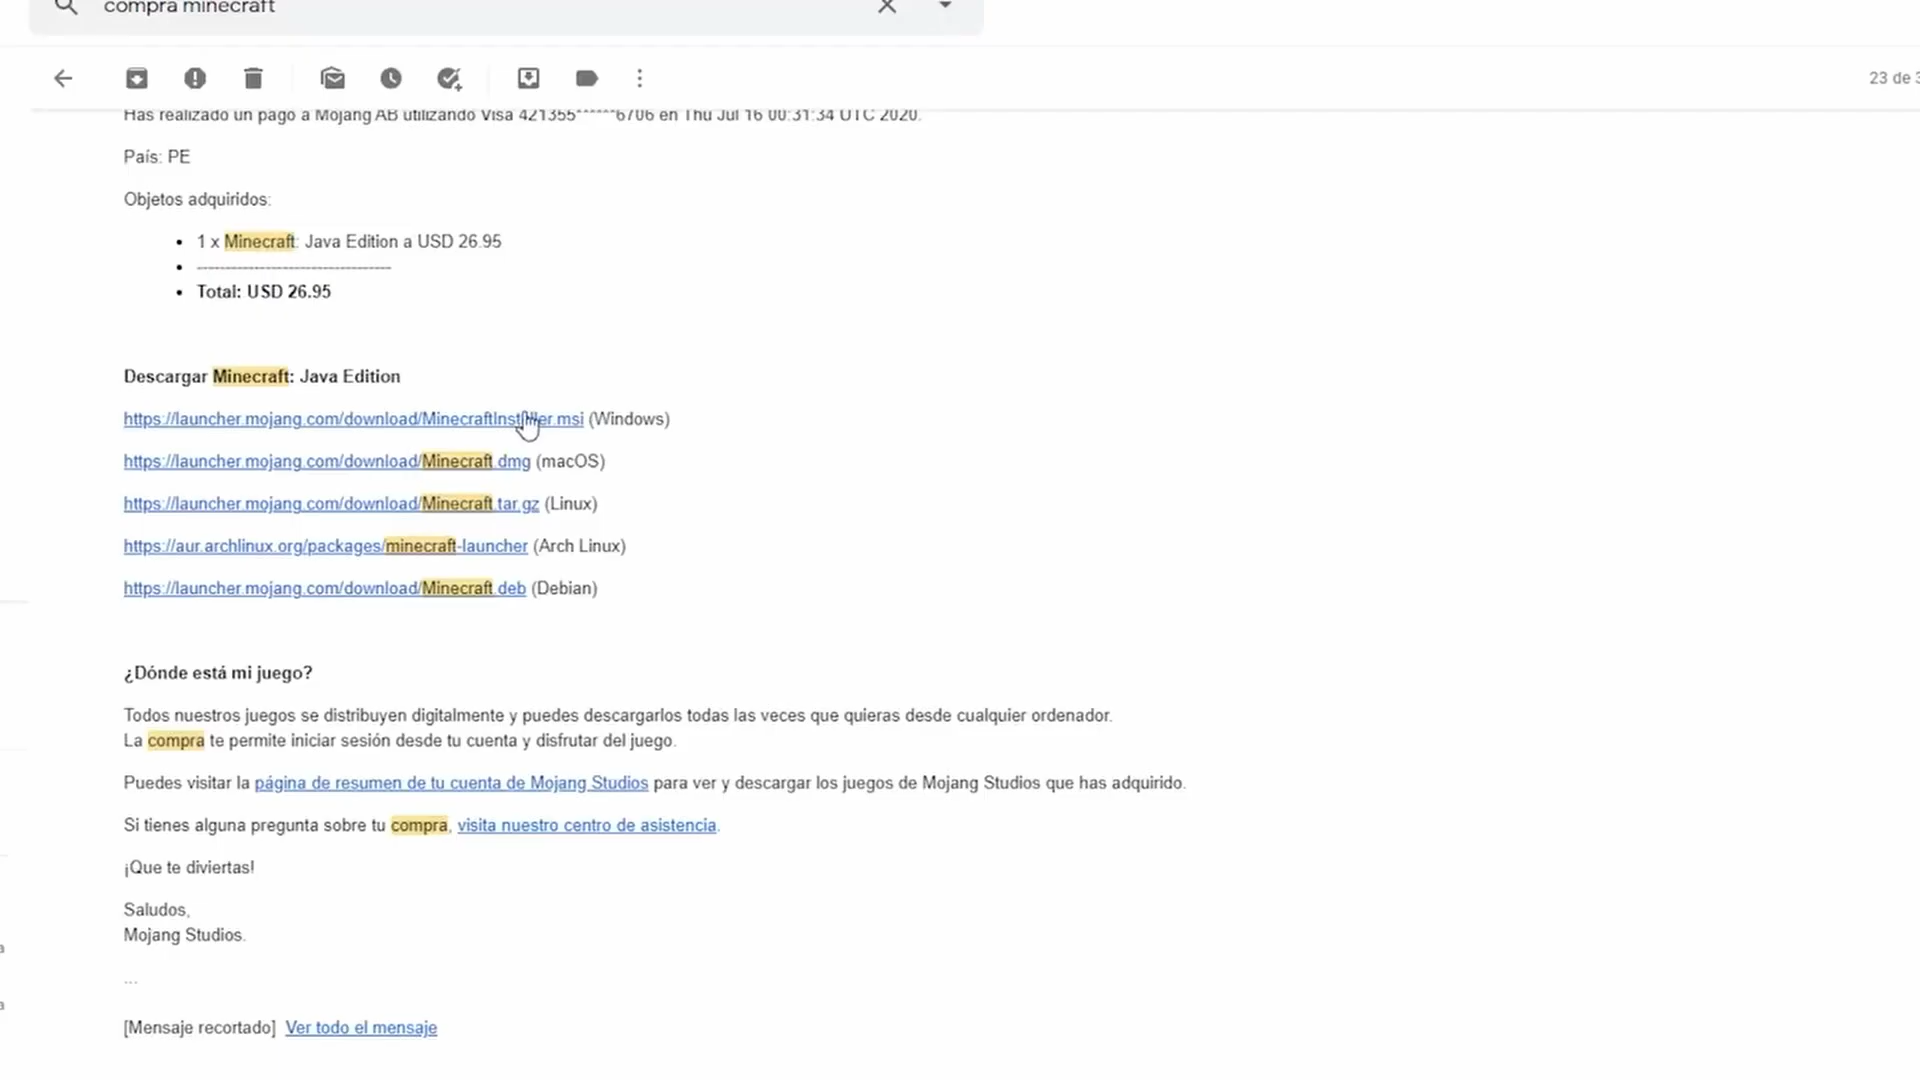 compra minecraft
23 de 3
Has realizado un pago a Mojang AB utilizando Visa 421355******6706 en Thu Jul 16 00:31:34 UTC 2020.
País: PE
Objetos adquiridos:
1 x Minecraft: Java Edition a USD 26.95
-----------------------------------
Total: USD 26.95
Descargar Minecraft: Java Edition
https://launcher.mojang.com/download/MinecraftInstaller.msi (Windows)
https://launcher.mojang.com/download/Minecraft.dmg (macOS)
https://launcher.mojang.com/download/Minecraft.tar.gz (Linux)
https://aur.archlinux.org/packages/minecraft-launcher (Arch Linux)
https://launcher.mojang.com/download/Minecraft.deb (Debian)
¿Dónde está mi juego?
Todos nuestros juegos se distribuyen digitalmente y puedes descargarlos todas las veces que quieras desde cualquier ordenador.
La compra te permite iniciar sesión desde tu cuenta y disfrutar del juego.
Puedes visitar la página de resumen de tu cuenta de Mojang Studios para ver y descargar los juegos de Mojang Studios que has adquirido.
Si tienes alguna pregunta sobre tu compra, visita nuestro centro de asistencia.
¡Que te diviertas!
Saludos,
Mojang Studios.
...
[Mensaje recortado] Ver todo el mensaje